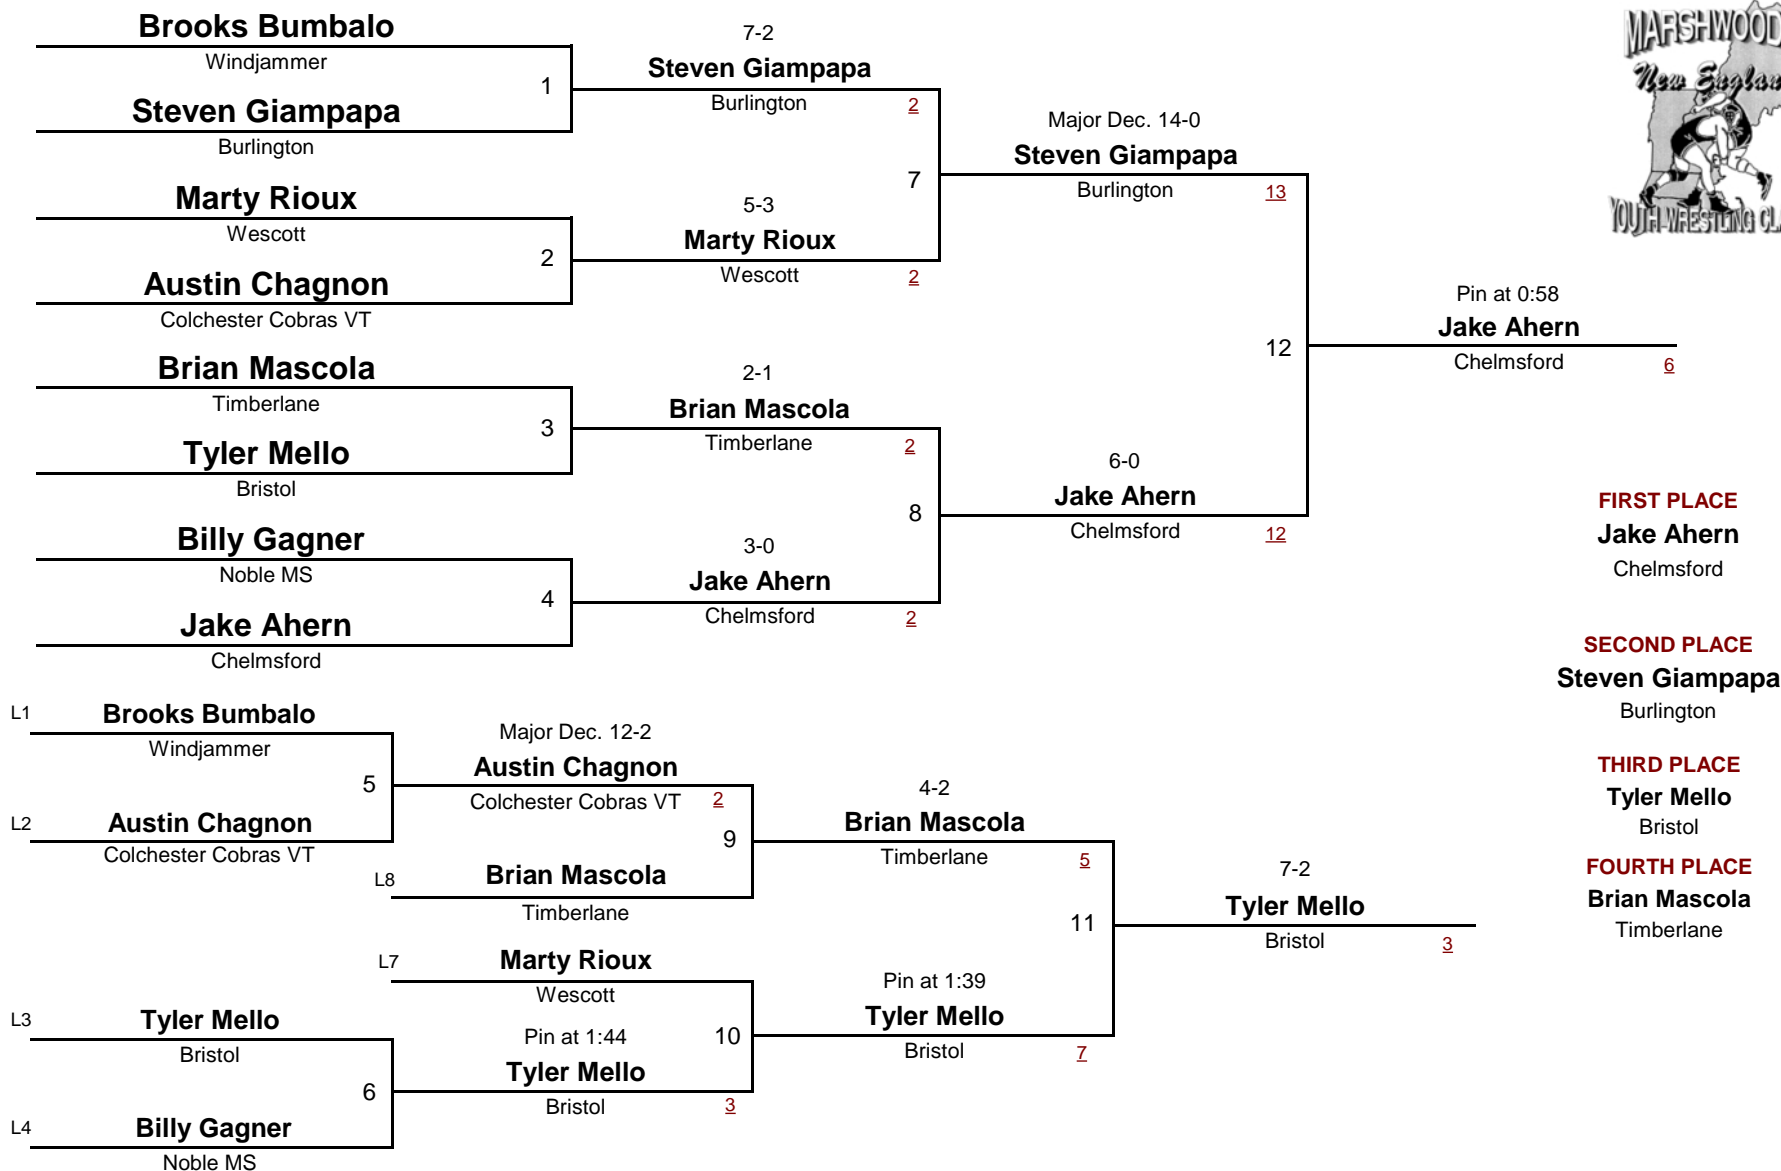 Brooks Bumbalo
Windjammer
1
Steven Giampapa
Burlington
7-2
Steven Giampapa
Burlington
2
Marty Rioux
Wescott
2
Austin Chagnon
Colchester Cobras VT
5-3
Marty Rioux
Wescott
2
7
Major Dec. 14-0
Steven Giampapa
Burlington
13
Brian Mascola
Timberlane
3
Tyler Mello
Bristol
2-1
Brian Mascola
Timberlane
2
Billy Gagner
Noble MS
4
Jake Ahern
Chelmsford
3-0
Jake Ahern
Chelmsford
2
8
6-0
Jake Ahern
Chelmsford
12
12
Pin at 0:58
Jake Ahern
Chelmsford
6
MARSHWOOD
New England
YOUTH WRESTLING
FIRST PLACE
Jake Ahern
Chelmsford
SECOND PLACE
Steven Giampapa
Burlington
THIRD PLACE
Tyler Mello
Bristol
FOURTH PLACE
Brian Mascola
Timberlane
L1
Brooks Bumbalo
Windjammer
5
L2
Austin Chagnon
Colchester Cobras VT
Major Dec. 12-2
Austin Chagnon
Colchester Cobras VT
2
9
L8
Brian Mascola
Timberlane
4-2
Brian Mascola
Timberlane
5
L7
Marty Rioux
Wescott
10
L3
Tyler Mello
Bristol
6
L4
Billy Gagner
Noble MS
Pin at 1:44
Tyler Mello
Bristol
3
Pin at 1:39
Tyler Mello
Bristol
7
11
7-2
Tyler Mello
Bristol
3